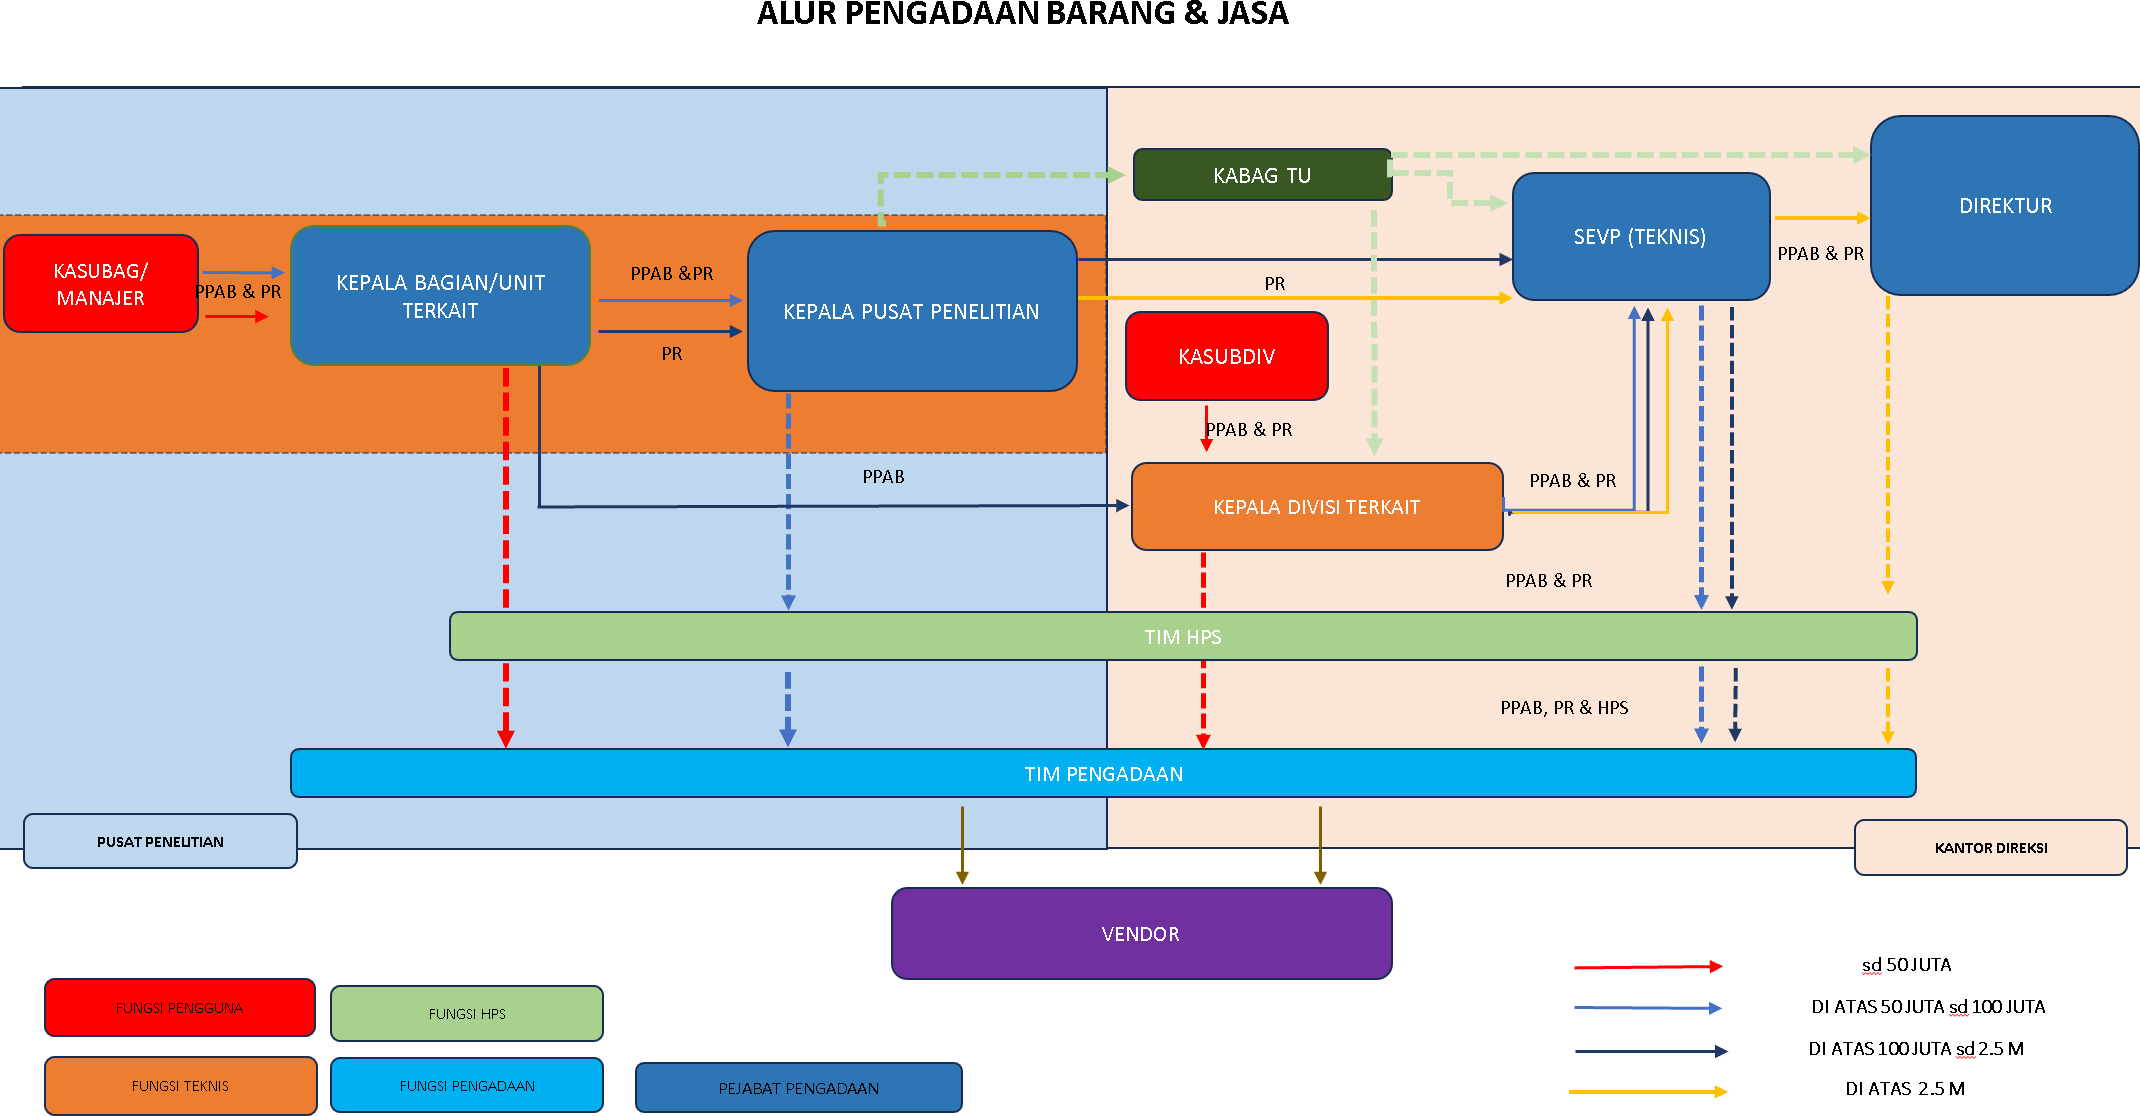 ALUR PENGADAAN BARANG & JASA
KABAG TU
DIREKTUR
SEVP (TEKNIS)
KASUBAG/
MANAJER
PPAB & PR
KEPALA BAGIAN/UNIT
TERKAIT
PPAB &PR
PR
KEPALA PUSAT PENELITIAN
PR
PPAB & PR
KASUBDIV
PPAB & PR
PPAB
KEPALA DIVISI TERKAIT
PPAB & PR
PPAB & PR
TIM HPS
PPAB, PR & HPS
TIM PENGADAAN
PUSAT PENELITIAN
KANTOR DIREKSI
VENDOR
sd 50 JUTA
DI ATAS 50 JUTA sd 100 JUTA
DI ATAS 100 JUTA sd 2.5 M
DI ATAS 2.5 M
FUNGSI PENGGUNA
FUNGSI HPS
FUNGSI TEKNIS
FUNGSI PENGADAAN
PEJABAT PENGADAAN